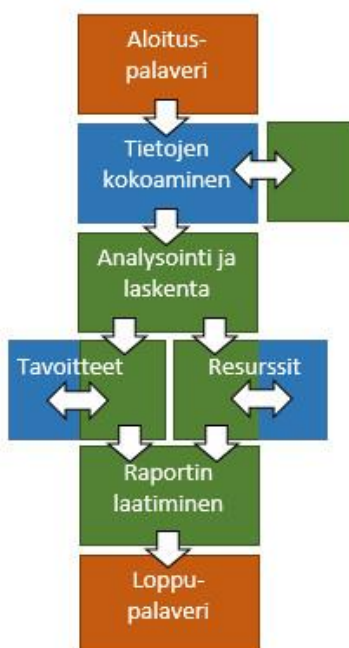 Aloitus-
palaveri
Tietojen
kokoaminen
Analysointi ja
laskenta
Tavoitteet
Resurssit
Raportin
laatiminen
Loppu-
palaveri